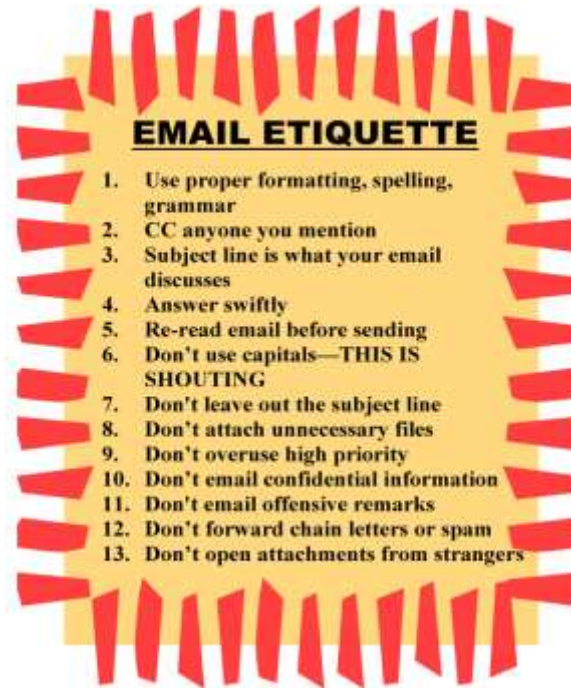 EMAIL ETIQUETTE
1. Use proper formatting, spelling,
grammar
2. CC anyone you mention
3. Subject line is what your email
discusses
4. Answer swiftly
5. Re-read email before sending
6. Don’t use capitals—THIS IS
SHOUTING
7. Don't leave out the subject line
8. Don’t attach unnecessary files
9. Don’t overuse high priority
10. Don’t email confidential information
11. Don't email offensive remarks
12. Don’t forward chain letters or spam
13. Don’t open attachments from strangers